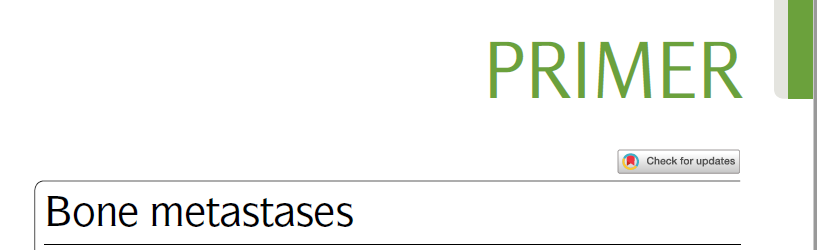 PRIMER
Check for updates
Bone metastases